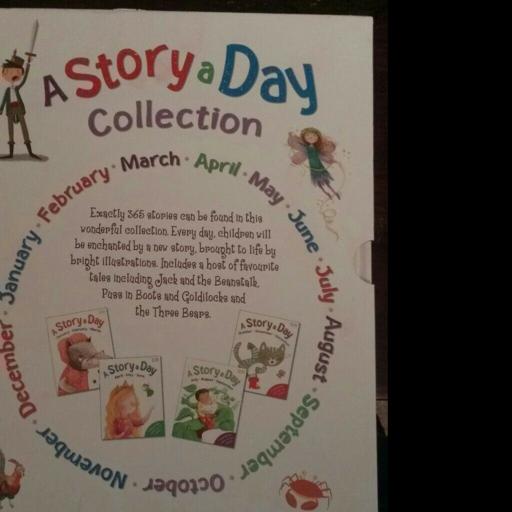 A Story a Day
Collection
January · February · March · April · May · June · July · August · September · October · November · December
Exactly 365 stories can be found in this
wonderful collection. Every day, children will
be enchanted by a new story, brought to life by
bright illustrations. Includes a host of favourite
tales including Jack and the Beanstalk,
Puss in Boots and Goldilocks and
the Three Bears.
A Story a Day
A Story a Day
A Story a Day
A Story a Day